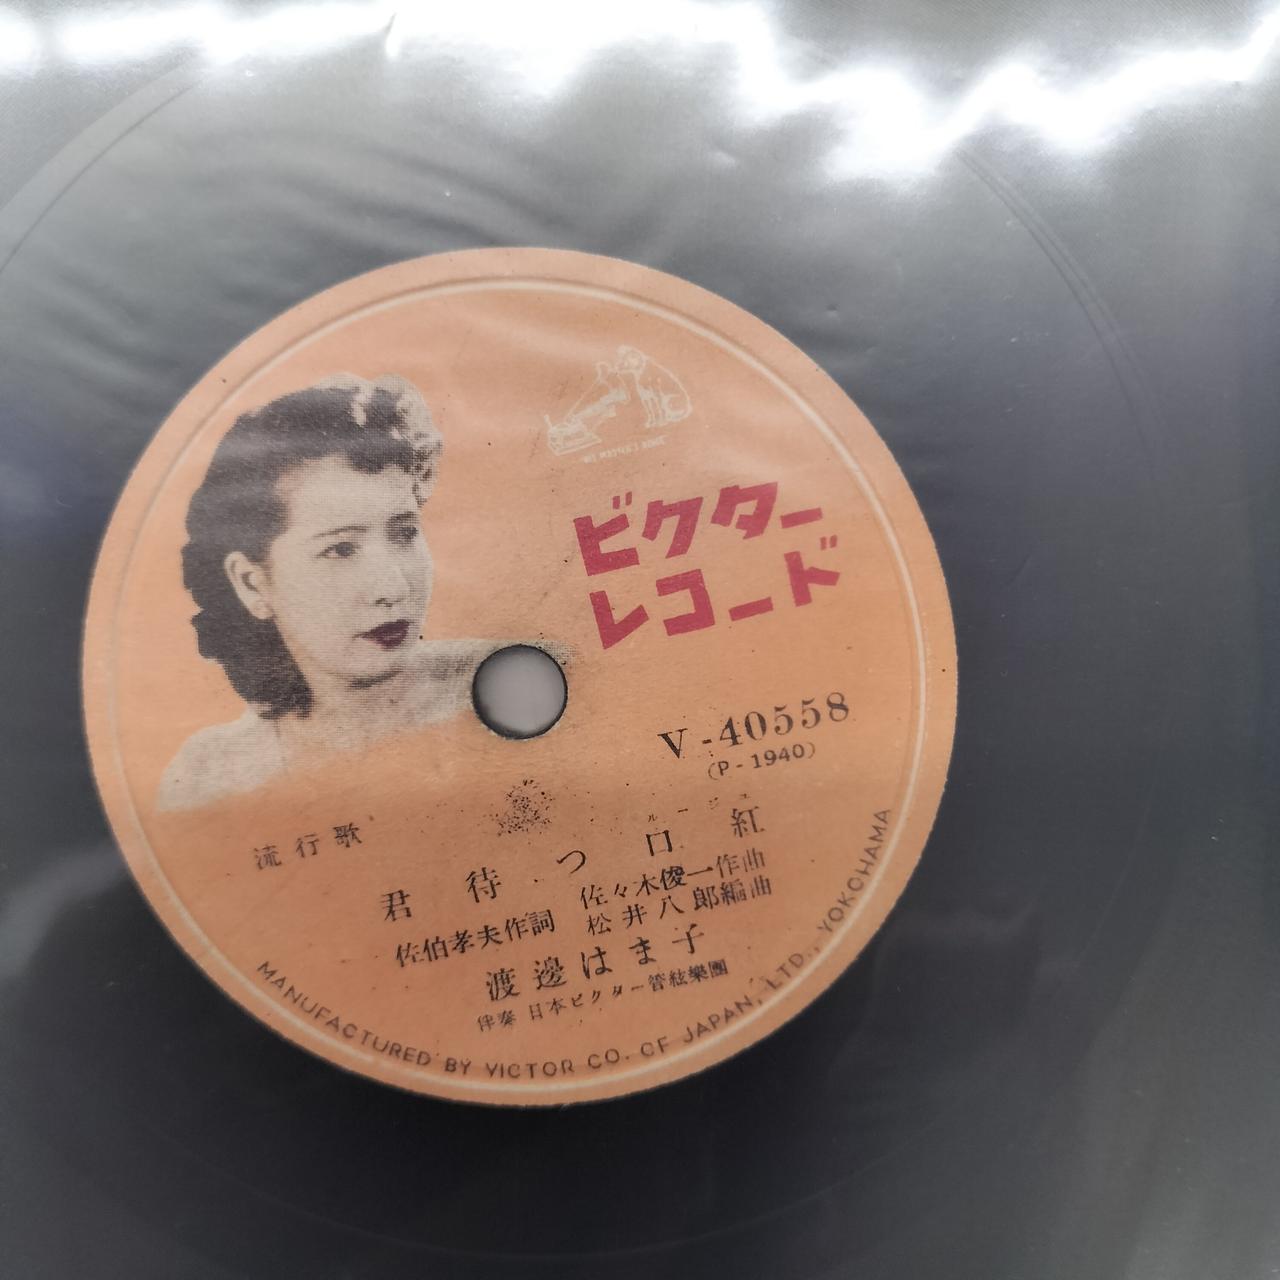 "HIS MASTER'S VOICE"
ビクター
レコード
V-40558
(P-1940)
流行歌
ルージュ
君待つ口紅
佐伯孝夫作詞 佐々木俊一作曲
松井八郎編曲
渡邊はま子
伴奏 日本ビクター管絃樂團
MANUFACTURED BY VICTOR CO. OF JAPAN, LTD., YOKOHAMA